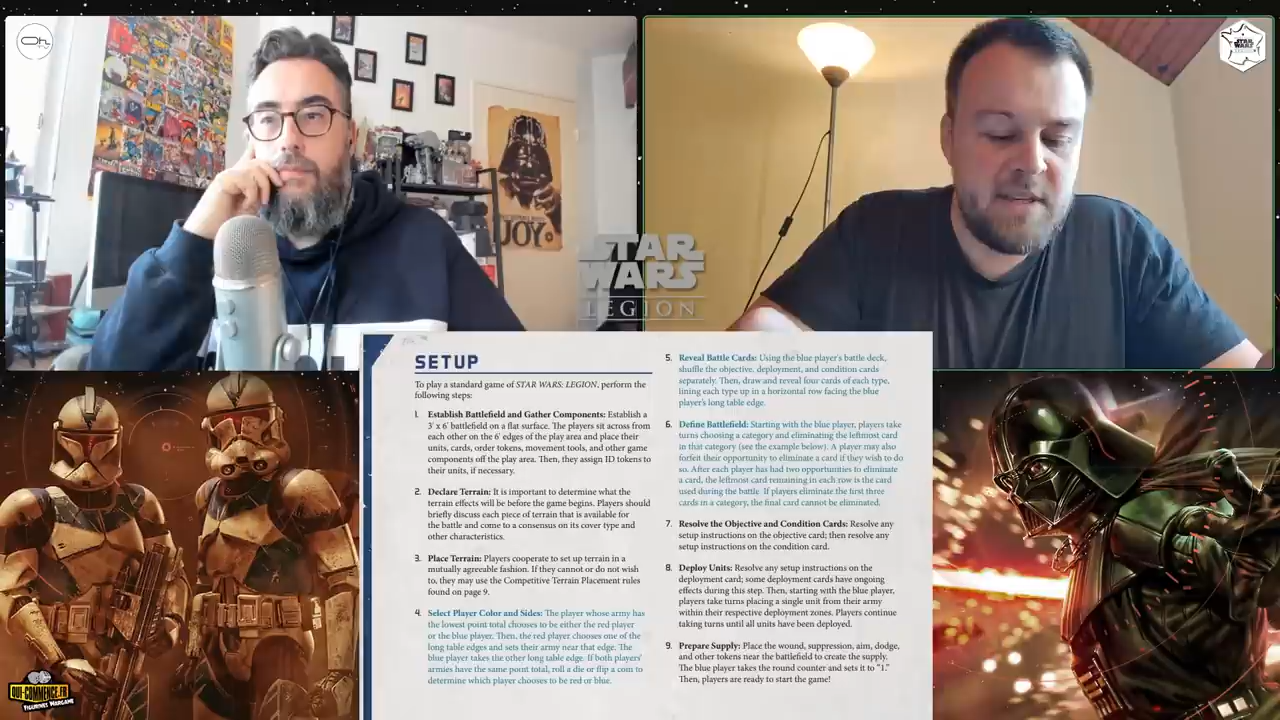 STAR
WARS
LEGION
JOY
STAR
WARS
LEGION
SETUP
To play a standard game of STAR WARS: LEGION, perform the
following steps:
1. Establish Battlefield and Gather Components: Establish a
3' x 6' battlefield on a flat surface. The players sit across from
each other on the 6' edges of the play area and place their
units, cards, order tokens, movement tools, and other game
components off the play area. Then, they assign ID tokens to
their units, if necessary.
2. Declare Terrain: It is important to determine what the
terrain effects will be before the game begins. Players should
briefly discuss each piece of terrain that is available for
the battle and come to a consensus on its cover type and
other characteristics.
3. Place Terrain: Players cooperate to set up terrain in a
mutually agreeable fashion. If they cannot or do not wish
to, they may use the Competitive Terrain Placement rules
found on page 9.
4. Select Player Color and Sides: The player whose army has
the lowest point total chooses to be either the red player
or the blue player. Then, the red player chooses one of the
long table edges and sets their army near that edge. The
blue player takes the other long table edge. If both players'
armies have the same point total, roll a die or flip a coin to
determine which player chooses to be red or blue.
5. Reveal Battle Cards: Using the blue player's battle deck,
shuffle the objective, deployment, and condition cards
separately. Then, draw and reveal four cards of each type,
lining each type up in a horizontal row facing the blue
player's long table edge.
6. Define Battlefield: Starting with the blue player, players take
turns choosing a category and eliminating the leftmost card
in that category (see the example below). A player may also
forfeit their opportunity to eliminate a card if they wish to do
so. After each player has had two opportunities to eliminate
a card, the leftmost card remaining in each row is the card
used during the battle. If players eliminate the first three
cards in a category, the final card cannot be eliminated.
7. Resolve the Objective and Condition Cards: Resolve any
setup instructions on the objective card; then resolve any
setup instructions on the condition card.
8. Deploy Units: Resolve any setup instructions on the
deployment card; some deployment cards have ongoing
effects during this step. Then, starting with the blue player,
players take turns placing a single unit from their army
within their respective deployment zones. Players continue
taking turns until all units have been deployed.
9. Prepare Supply: Place the wound, suppression, aim, dodge,
and other tokens near the battlefield to create the supply.
The blue player takes the round counter and sets it to "1."
Then, players are ready to start the game!
QUI-COMMENCE.FR
FIGURINES WARGAME